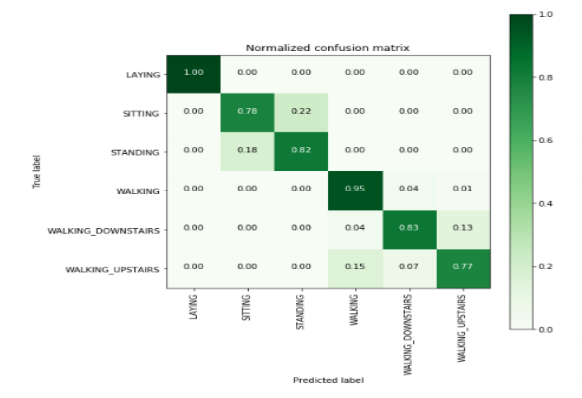 Normalized confusion matrix
1.0
0.8
0.6
0.4
0.2
0.0
True label
LAYING 1.00 0.00 0.00 0.00 0.00 0.00
SITTING 0.00 0.78 0.22 0.00 0.00 0.00
STANDING 0.00 0.18 0.82 0.00 0.00 0.00
WALKING 0.00 0.00 0.00 0.95 0.04 0.01
WALKING_DOWNSTAIRS 0.00 0.00 0.00 0.04 0.83 0.13
WALKING_UPSTAIRS 0.00 0.00 0.00 0.15 0.07 0.77
LAYING
SITTING
STANDING
WALKING
WALKING_DOWNSTAIRS
WALKING_UPSTAIRS
Predicted label